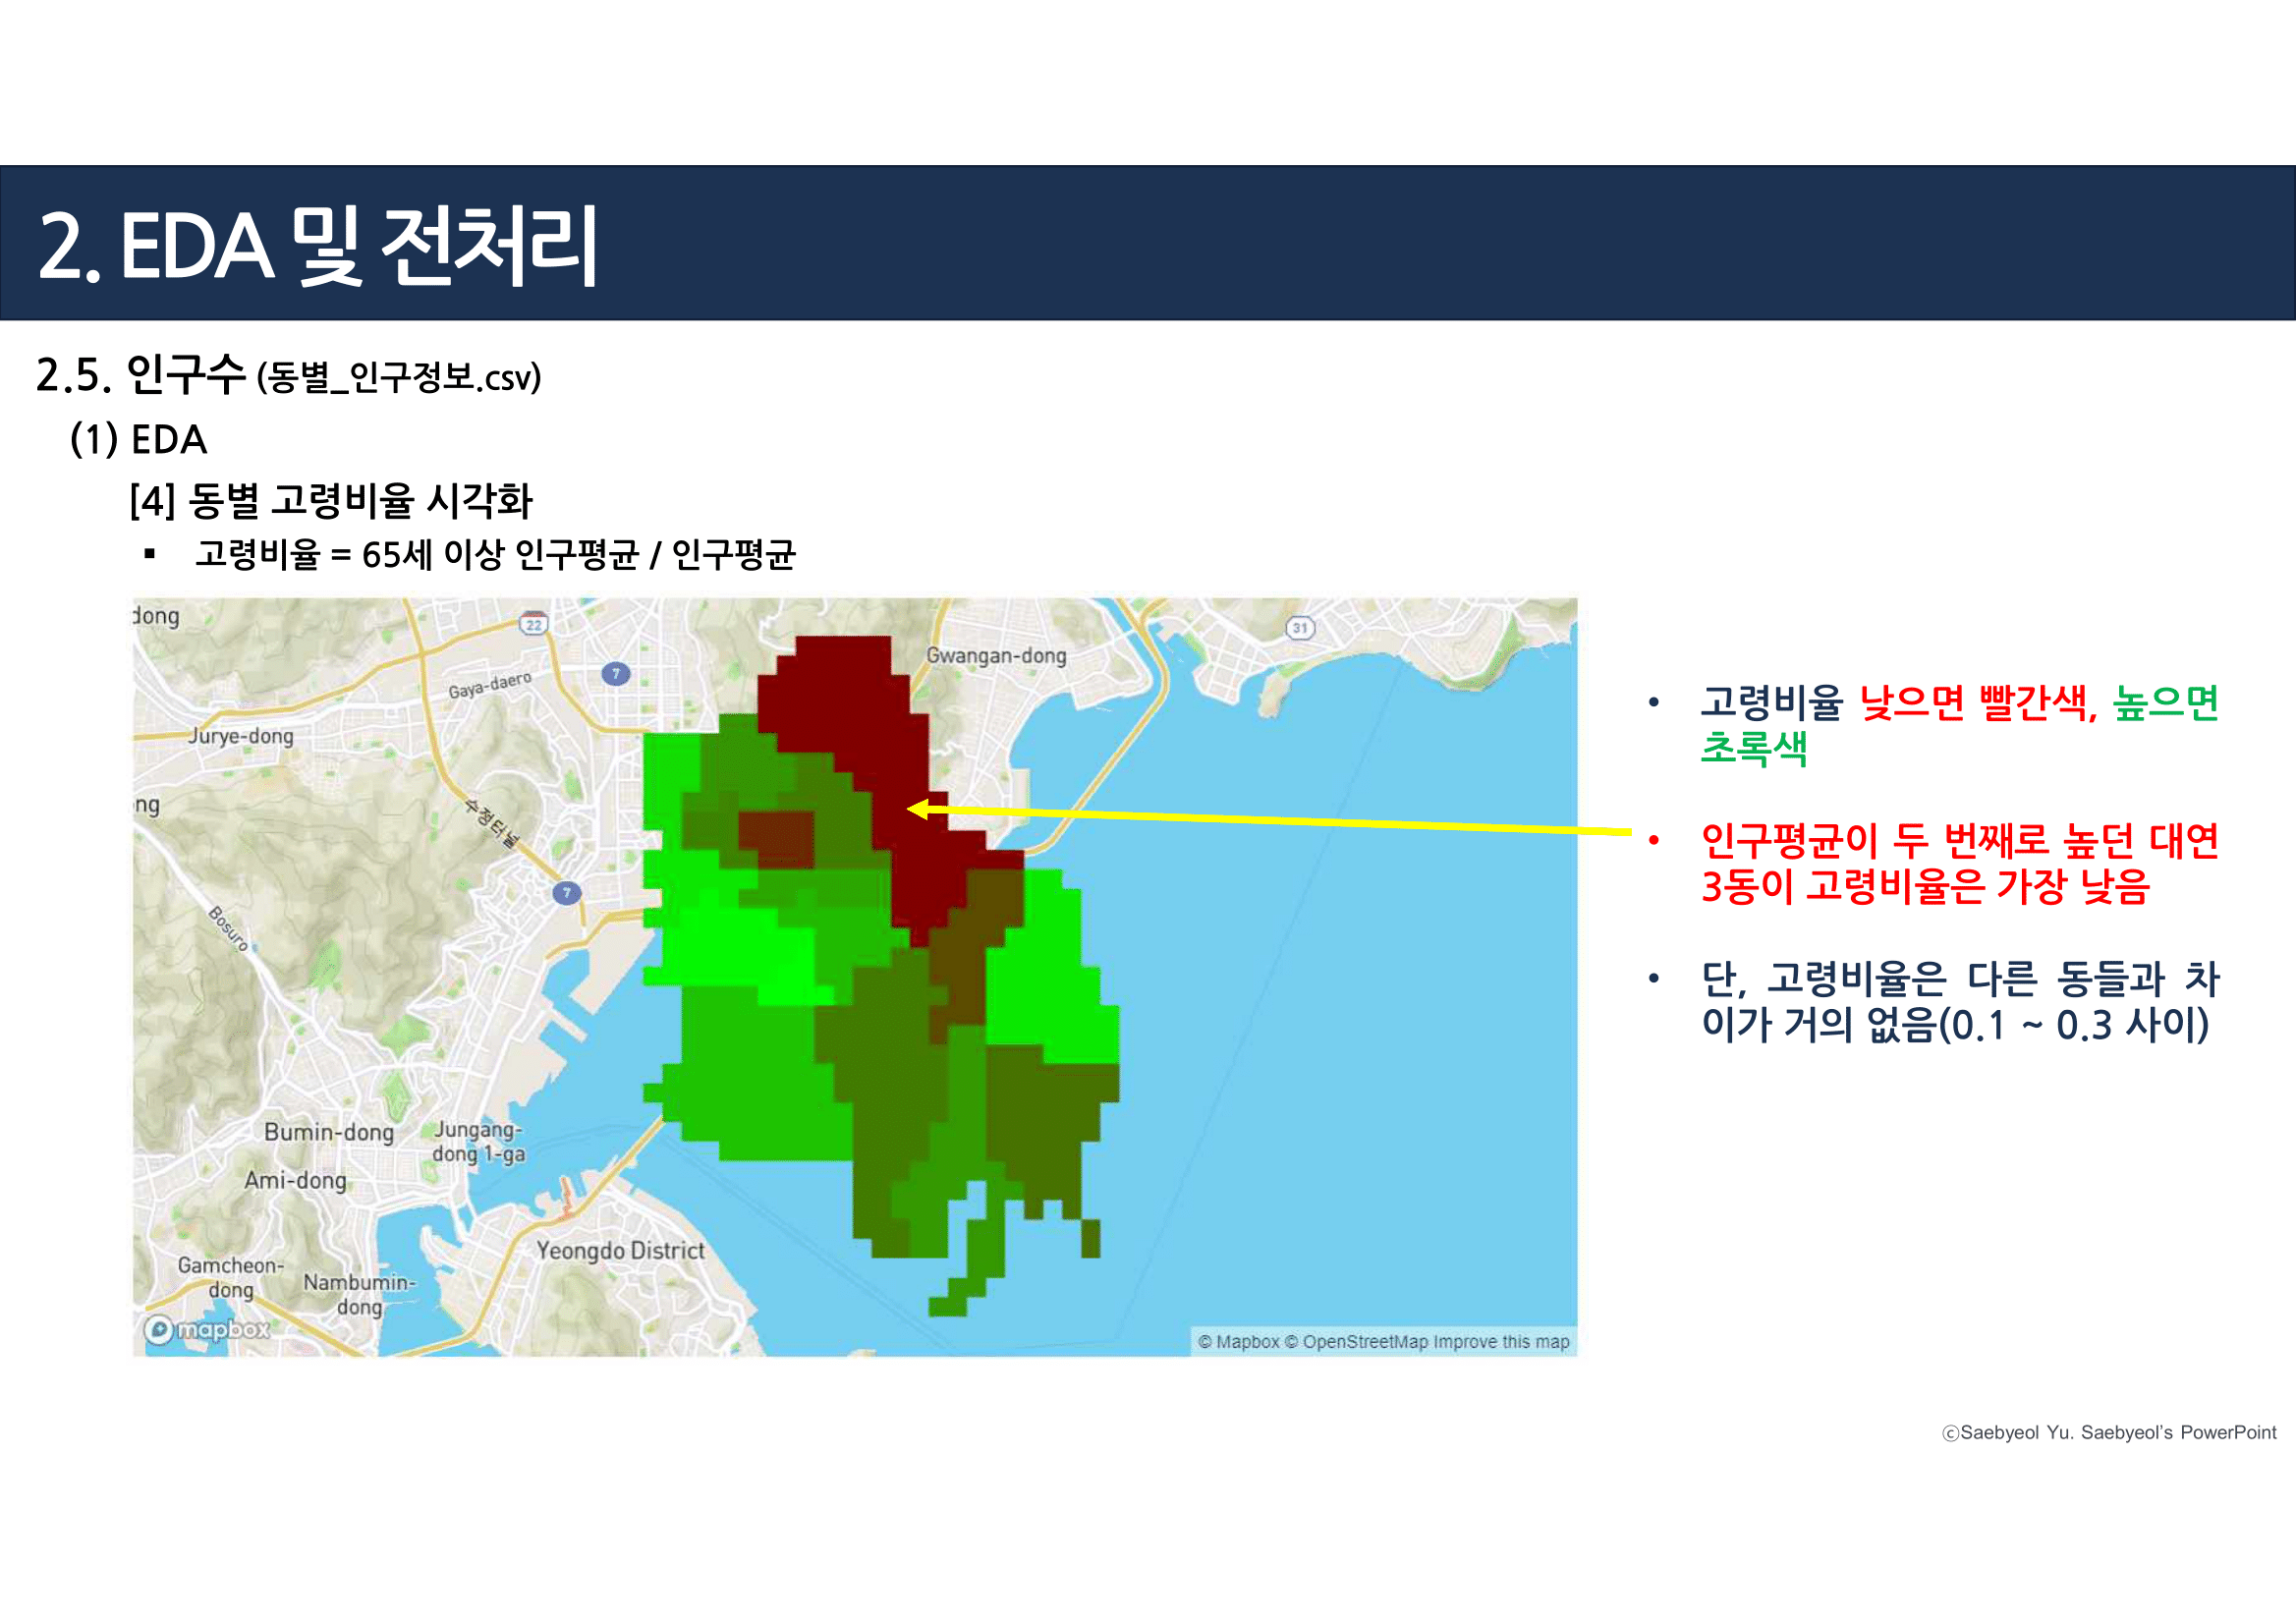 2. EDA 및 전처리
2.5. 인구수 (동별_인구정보.csv)
(1) EDA
[4] 동별 고령비율 시각화
▪ 고령비율 = 65세 이상 인구평균 / 인구평균
dong
22
31
7
Gwangan-dong
Gaya-daero
Jurye-dong
ng
수정터널
7
Bosuro
Bumin-dong
Jungang-
dong 1-ga
Ami-dong
Yeongdo District
Gamcheon-
dong
Nambumin-
dong
mapbox
© Mapbox © OpenStreetMap Improve this map
• 고령비율 낮으면 빨간색, 높으면
초록색
• 인구평균이 두 번째로 높던 대연
3동이 고령비율은 가장 낮음
• 단, 고령비율은 다른 동들과 차
이가 거의 없음(0.1 ~ 0.3 사이)
ⓒSaebyeol Yu. Saebyeol's PowerPoint